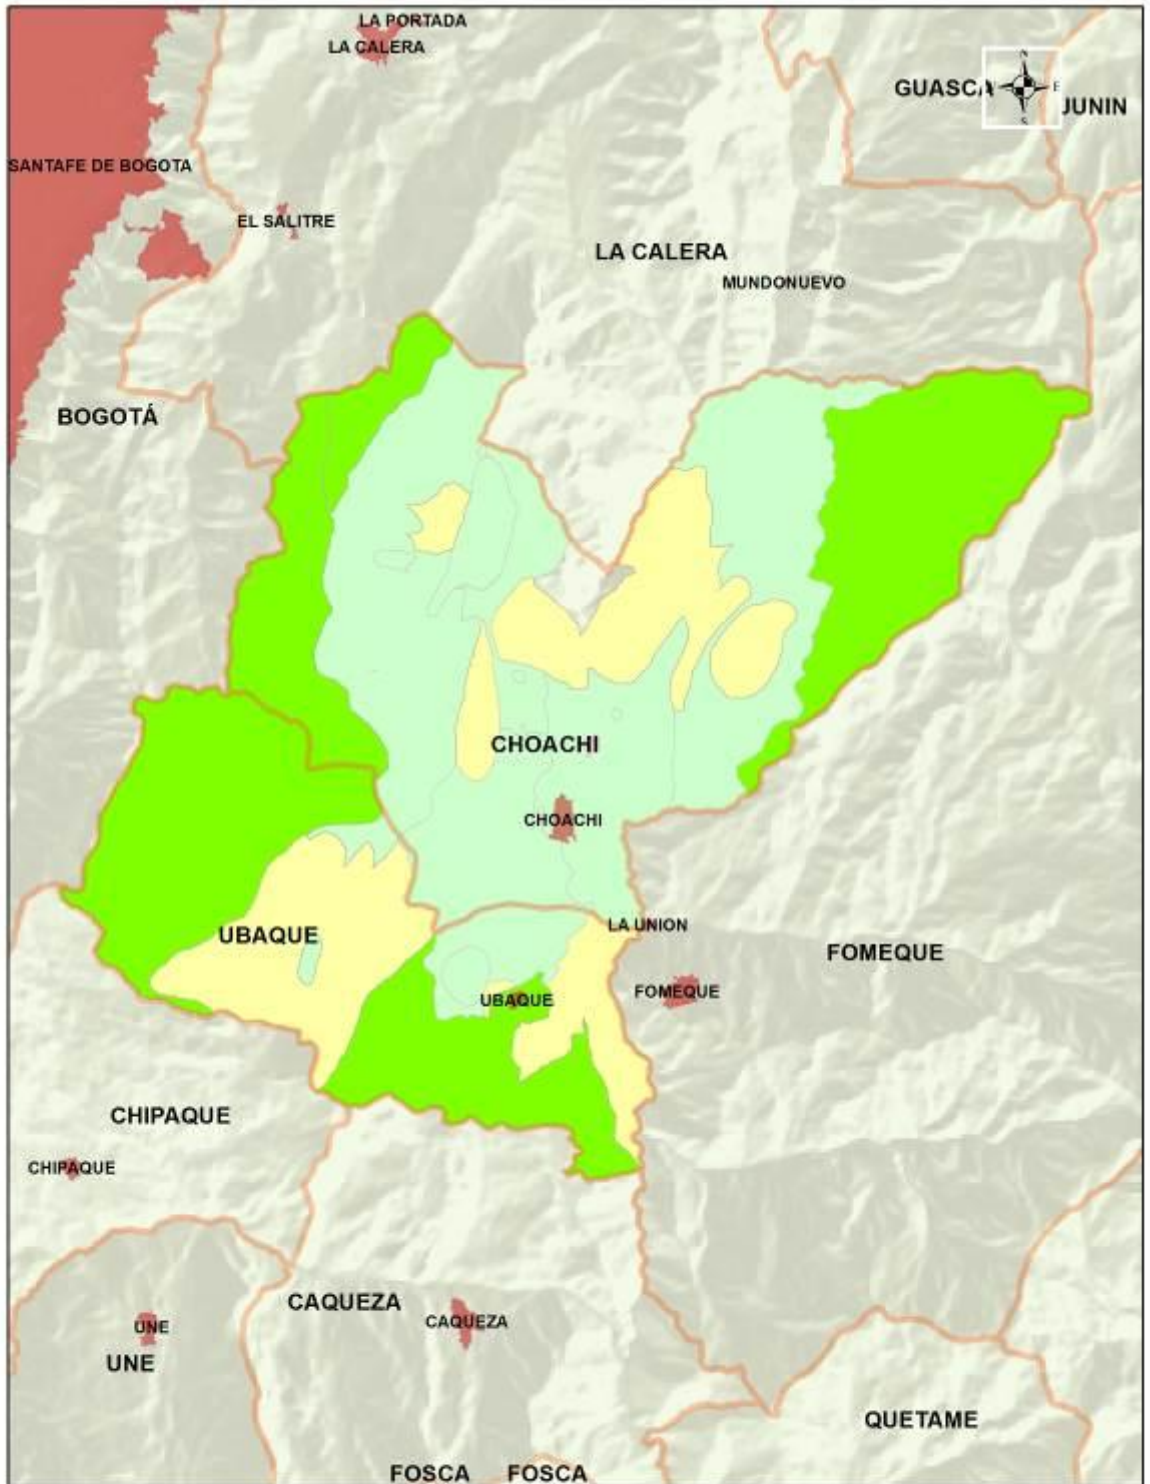 LA PORTADA
LA CALERA
GUASCA
N
E
S
JUNIN
SANTAFE DE BOGOTA
EL SALITRE
LA CALERA
MUNDONUEVO
BOGOTÁ
CHOACHI
CHOACHI
LA UNION
UBAQUE
FOMEQUE
UBAQUE
FOMEQUE
CHIPAQUE
CHIPAQUE
CAQUEZA
CAQUEZA
UNE
UNE
QUETAME
FOSCA
FOSCA